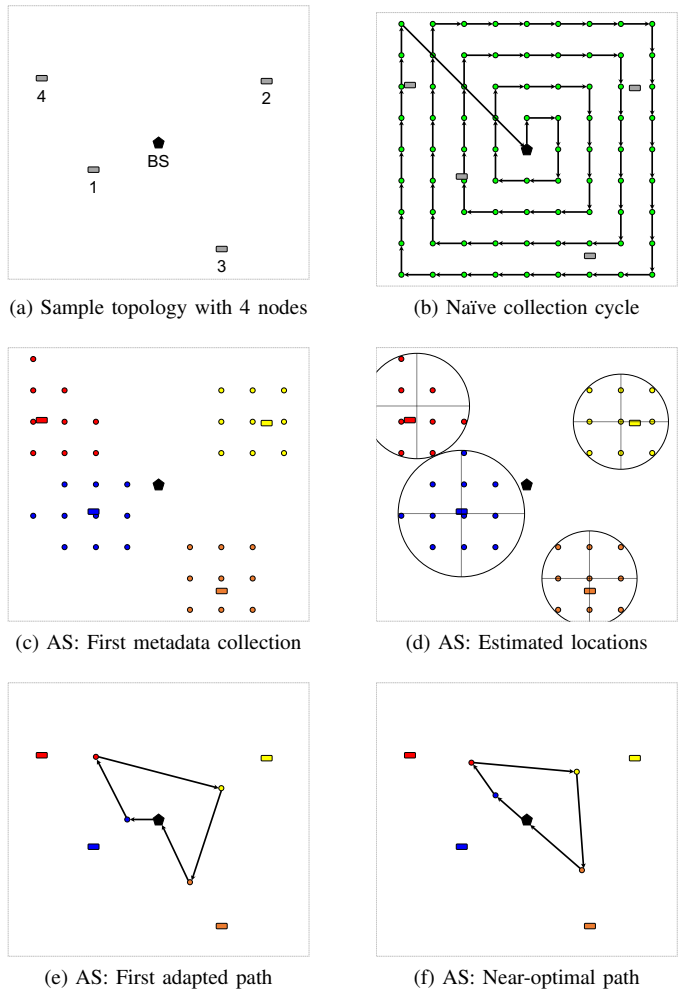 4
2
BS
1
3
(a) Sample topology with 4 nodes
(b) Naïve collection cycle
(c) AS: First metadata collection
(d) AS: Estimated locations
(e) AS: First adapted path
(f) AS: Near-optimal path